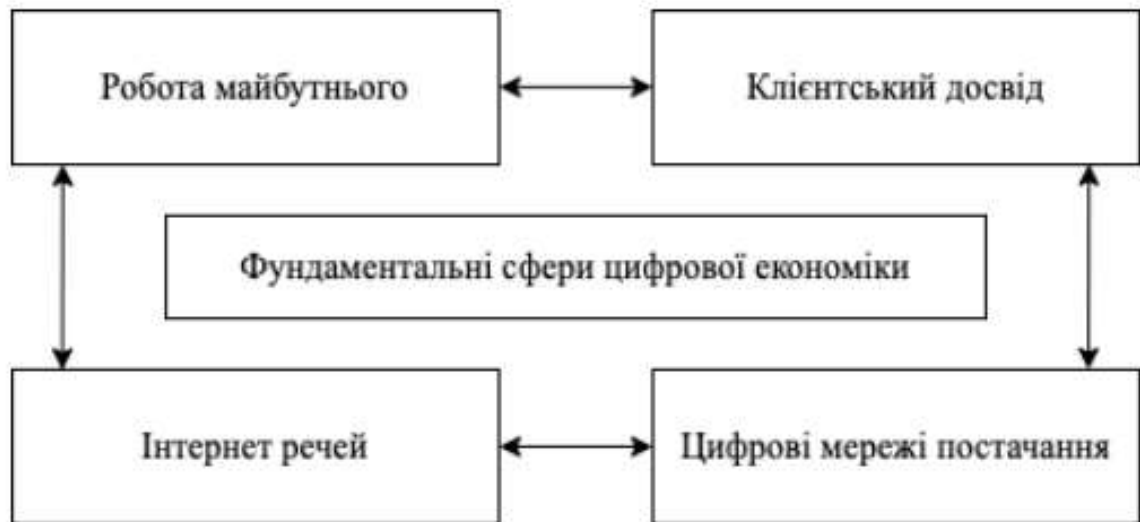 Робота майбутнього
Клієнтський досвід
Фундаментальні сфери цифрової економіки
Інтернет речей
Цифрові мережі постачання